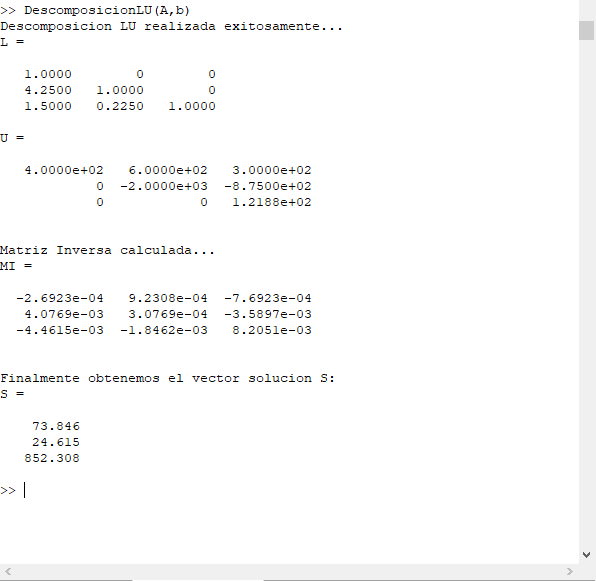 >> DescomposicionLU(A,b)
Descomposicion LU realizada exitosamente...
L =
1.0000 0 0
4.2500 1.0000 0
1.5000 0.2250 1.0000
U =
4.0000e+02 6.0000e+02 3.0000e+02
0 -2.0000e+03 -8.7500e+02
0 0 1.2188e+02
Matriz Inversa calculada...
MI =
-2.6923e-04 9.2308e-04 -7.6923e-04
4.0769e-03 3.0769e-04 -3.5897e-03
-4.4615e-03 -1.8462e-03 8.2051e-03
Finalmente obtenemos el vector solucion S:
S =
73.846
24.615
852.308
>>